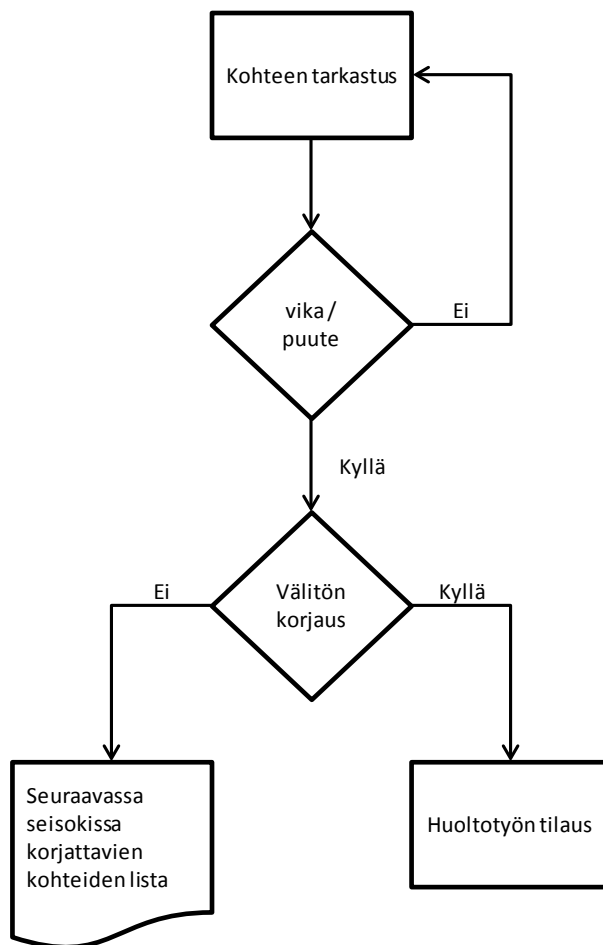 Kohteen tarkastus
vika /
puute
Ei
Kyllä
Välitön
korjaus
Ei
Kyllä
Seuraavassa
seisokissa
korjattavien
kohteiden lista
Huoltotyön tilaus